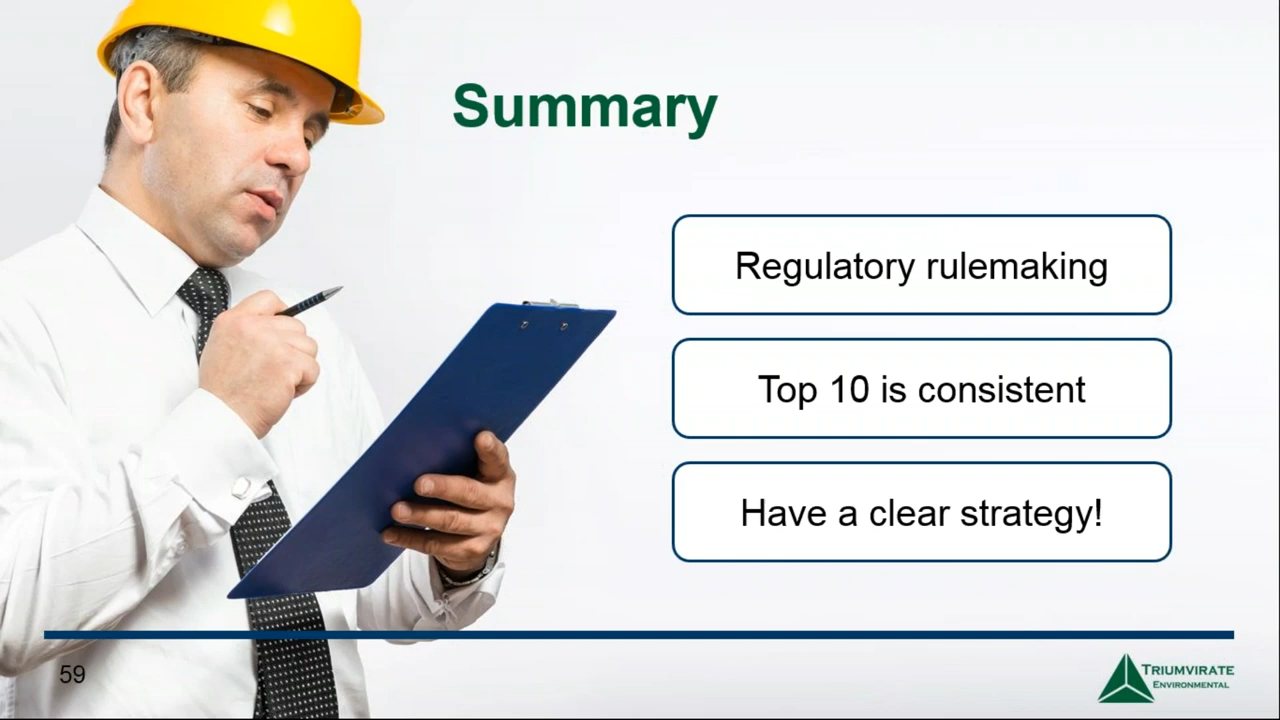 Summary
Regulatory rulemaking
Top 10 is consistent
Have a clear strategy!
59
TRIUMVIRATE
ENVIRONMENTAL